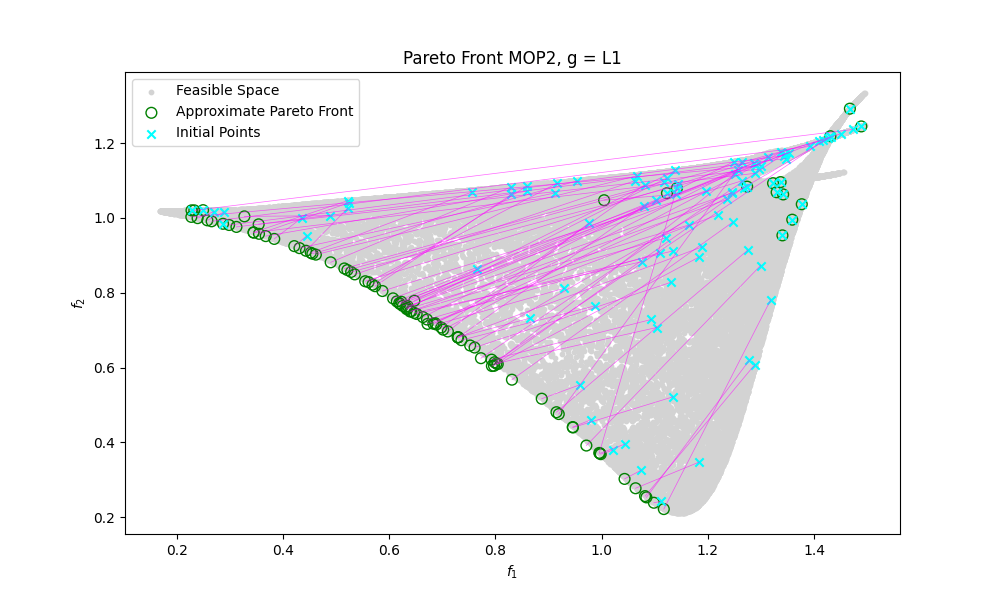 Pareto Front MOP2, g = L1
Feasible Space
Approximate Pareto Front
Initial Points
1.2
1.0
0.8
0.6
0.4
0.2
f₂
0.2 0.4 0.6 0.8 1.0 1.2 1.4
f₁